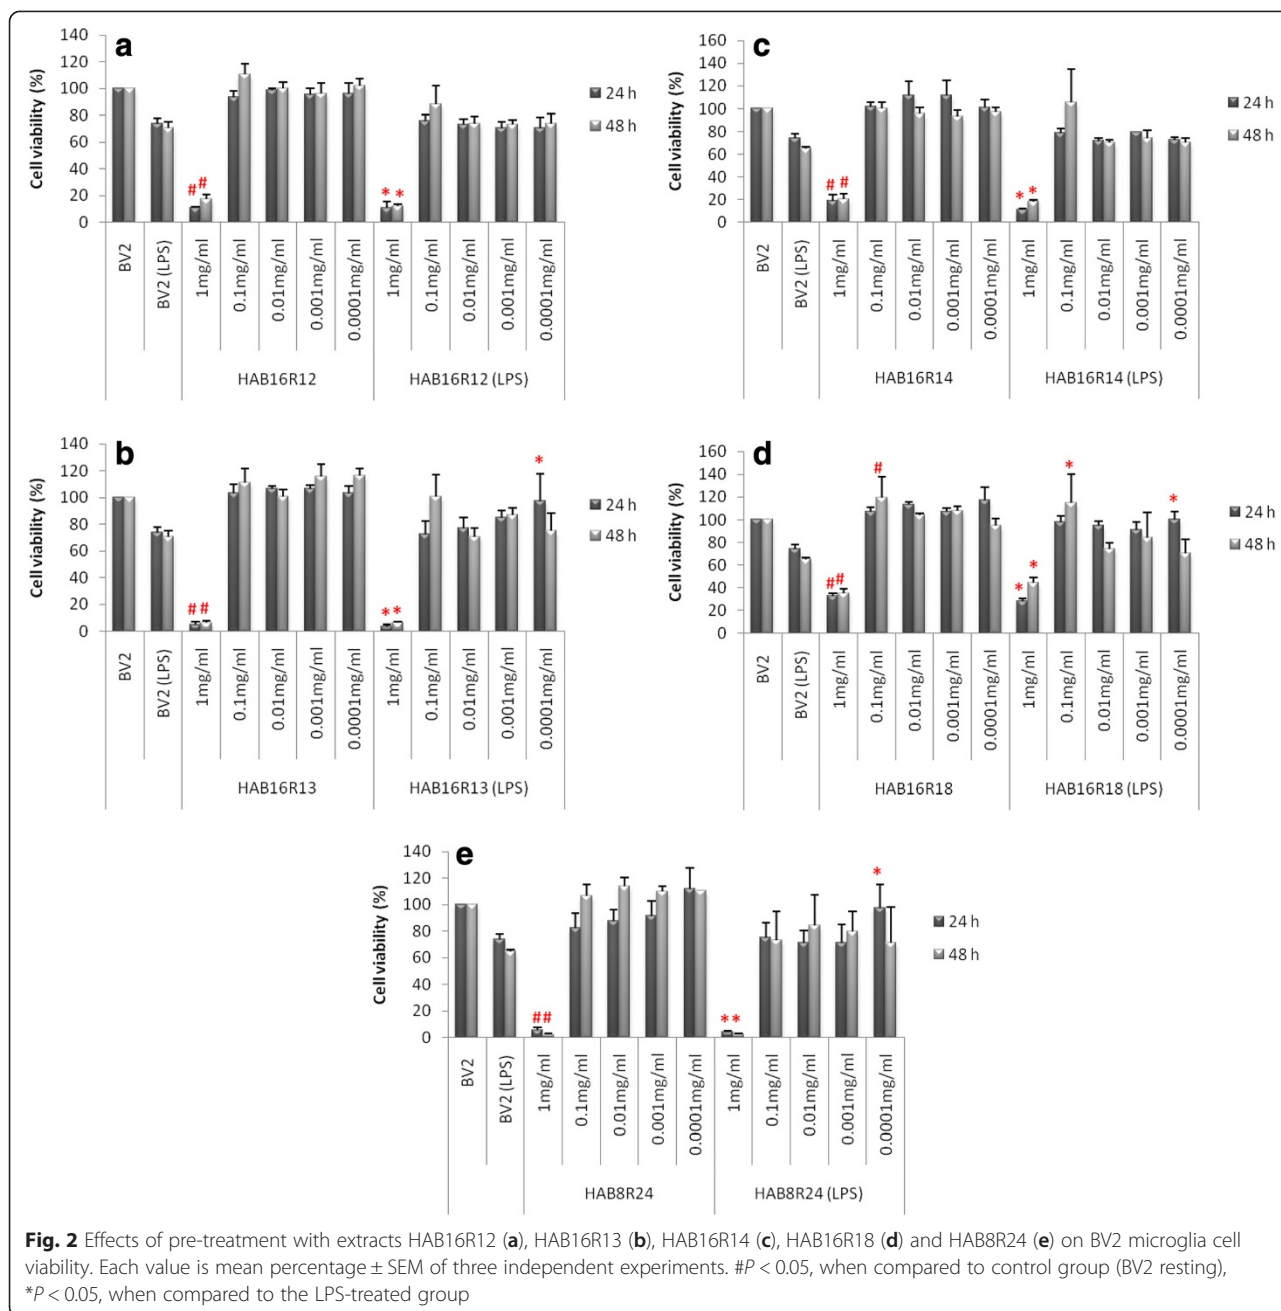 a
Cell viability (%)
140
120
100
80
60
40
20
0
# #
* *
24 h
48 h
BV2
BV2 (LPS)
1mg/ml
0.1mg/ml
0.01mg/ml
0.001mg/ml
0.0001mg/ml
1mg/ml
0.1mg/ml
0.01mg/ml
0.001mg/ml
0.0001mg/ml
HAB16R12
HAB16R12 (LPS)
c
Cell viability (%)
160
140
120
100
80
60
40
20
0
# #
* *
24 h
48 h
BV2
BV2 (LPS)
1mg/ml
0.1mg/ml
0.01mg/ml
0.001mg/ml
0.0001mg/ml
1mg/ml
0.1mg/ml
0.01mg/ml
0.001mg/ml
0.0001mg/ml
HAB16R14
HAB16R14 (LPS)
b
Cell viability (%)
140
120
100
80
60
40
20
0
# #
* *
*
24 h
48 h
BV2
BV2 (LPS)
1mg/ml
0.1mg/ml
0.01mg/ml
0.001mg/ml
0.0001mg/ml
1mg/ml
0.1mg/ml
0.01mg/ml
0.001mg/ml
0.0001mg/ml
HAB16R13
HAB16R13 (LPS)
d
Cell viability (%)
160
140
120
100
80
60
40
20
0
##
#
* *
*
*
24 h
48 h
BV2
BV2 (LPS)
1mg/ml
0.1mg/ml
0.01mg/ml
0.001mg/ml
0.0001mg/ml
1mg/ml
0.1mg/ml
0.01mg/ml
0.001mg/ml
0.0001mg/ml
HAB16R18
HAB16R18 (LPS)
e
Cell viability (%)
140
120
100
80
60
40
20
0
##
**
*
24 h
48 h
BV2
BV2 (LPS)
1mg/ml
0.1mg/ml
0.01mg/ml
0.001mg/ml
0.0001mg/ml
1mg/ml
0.1mg/ml
0.01mg/ml
0.001mg/ml
0.0001mg/ml
HAB8R24
HAB8R24 (LPS)
Fig. 2 Effects of pre-treatment with extracts HAB16R12 (a), HAB16R13 (b), HAB16R14 (c), HAB16R18 (d) and HAB8R24 (e) on BV2 microglia cell
viability. Each value is mean percentage ± SEM of three independent experiments. #P < 0.05, when compared to control group (BV2 resting),
*P < 0.05, when compared to the LPS-treated group